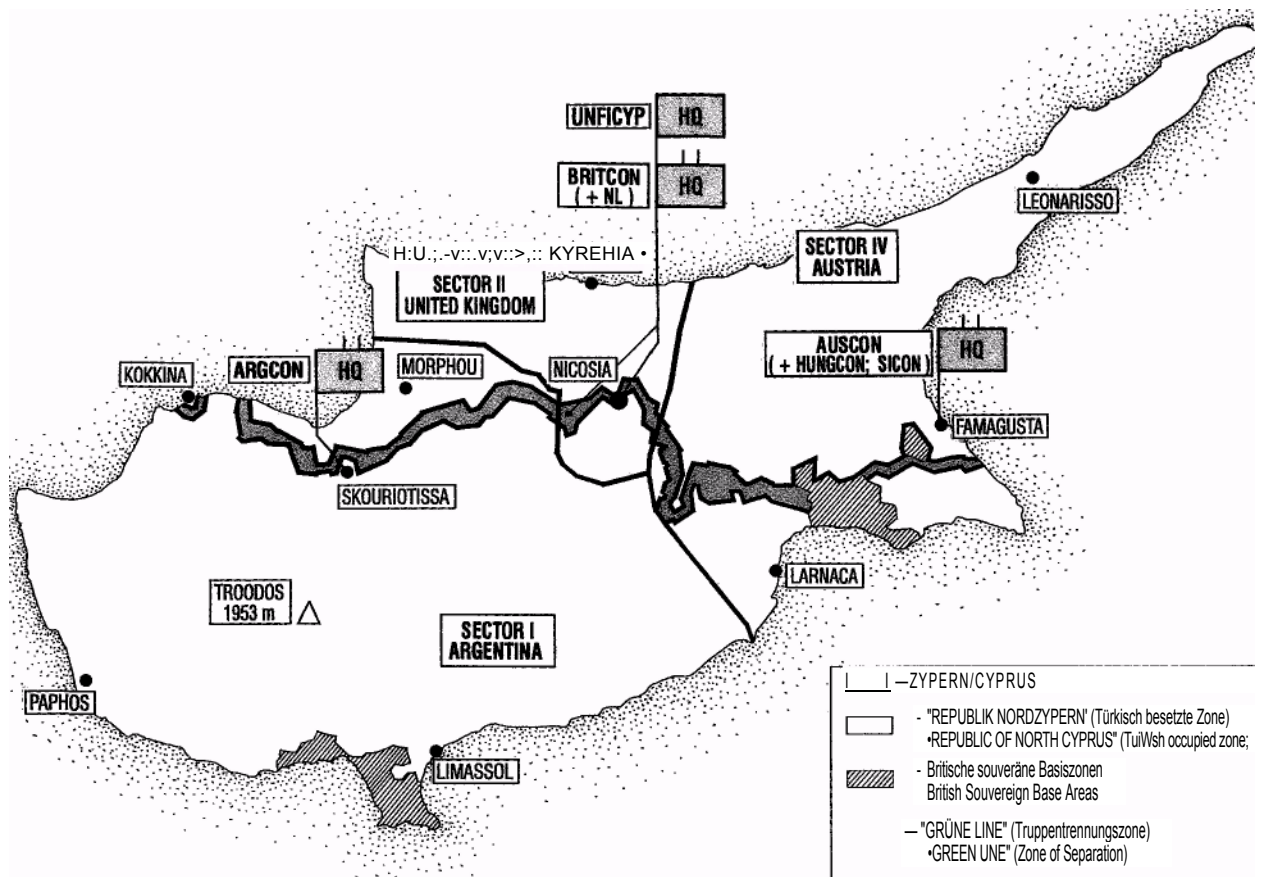 UNFICYP
HQ
BRITCON
( + NL )
HQ
LEONARISSO
SECTOR IV
AUSTRIA
H:U.;.-v::.v;v::>,:: KYREHIA •
SECTOR II
UNITED KINGDOM
AUSCON
( + HUNGCON; SICON )
HQ
ARGCON
HQ
MORPHOU
NICOSIA
KOKKINA
FAMAGUSTA
SKOURIOTISSA
LARNACA
TROODOS
1953 m
SECTOR I
ARGENTINA
PAPHOS
LIMASSOL
—ZYPERN/CYPRUS
- "REPUBLIK NORDZYPERN' (Türkisch besetzte Zone)
•REPUBLIC OF NORTH CYPRUS" (TuiWsh occupied zone;
- Britische souveräne Basiszonen
British Souvereign Base Areas
— "GRÜNE LINE" (Truppentrennungszone)
•GREEN UNE" (Zone of Separation)